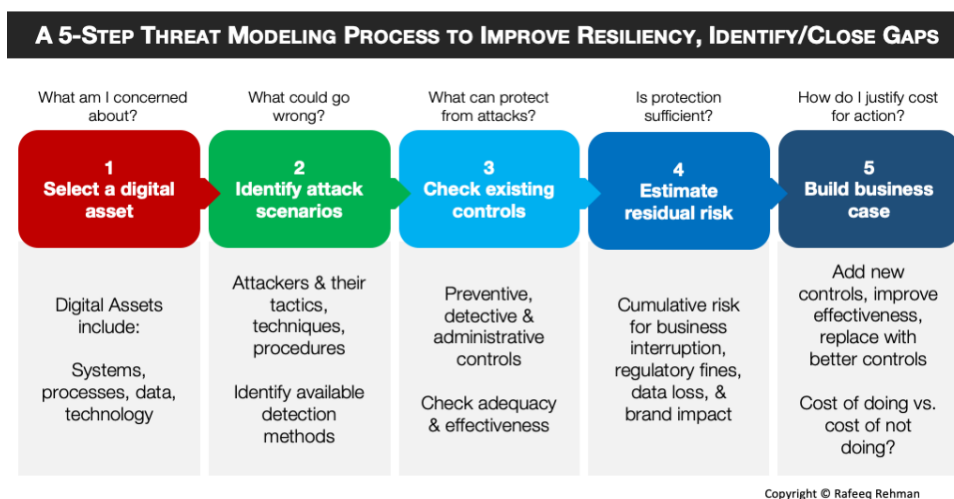 A 5-STEP THREAT MODELING PROCESS TO IMPROVE RESILIENCY, IDENTIFY/CLOSE GAPS
What am I concerned
about?
1
Select a digital
asset
Digital Assets
include:
Systems,
processes, data,
technology
What could go
wrong?
2
Identify attack
scenarios
Attackers & their
tactics,
techniques,
procedures
Identify available
detection
methods
What can protect
from attacks?
3
Check existing
controls
Preventive,
detective &
administrative
controls
Check adequacy
& effectiveness
Is protection
sufficient?
4
Estimate
residual risk
Cumulative risk
for business
interruption,
regulatory fines,
data loss, &
brand impact
How do I justify cost
for action?
5
Build business
case
Add new
controls, improve
effectiveness,
replace with
better controls
Cost of doing vs.
cost of not
doing?
Copyright © Rafeeq Rehman